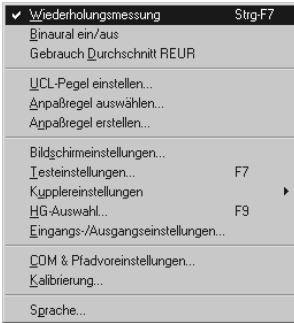 Wiederholungsmessung Strg-F7
Binaural ein/aus
Gebrauch Durchschnitt REUR
UCL-Pegel einstellen...
Anpaßregel auswählen...
Anpaßregel erstellen...
Bildschirmeinstellungen...
Testeinstellungen... F7
Kupplereinstellungen
HG-Auswahl... F9
Eingangs-/Ausgangseinstellungen...
COM & Pfadvoreinstellungen...
Kalibrierung...
Sprache...